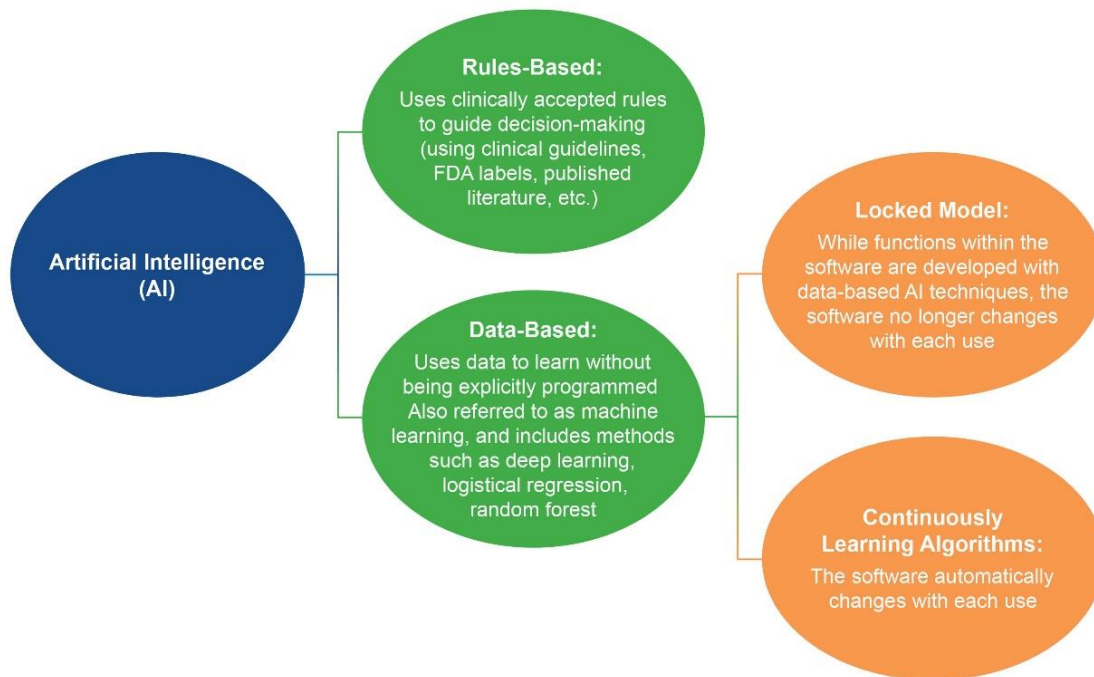 Artificial Intelligence
(AI)
Rules-Based:
Uses clinically accepted rules
to guide decision-making
(using clinical guidelines,
FDA labels, published
literature, etc.)
Data-Based:
Uses data to learn without
being explicitly programmed
Also referred to as machine
learning, and includes methods
such as deep learning,
logistical regression,
random forest
Locked Model:
While functions within the
software are developed with
data-based AI techniques, the
software no longer changes
with each use
Continuously
Learning Algorithms:
The software automatically
changes with each use